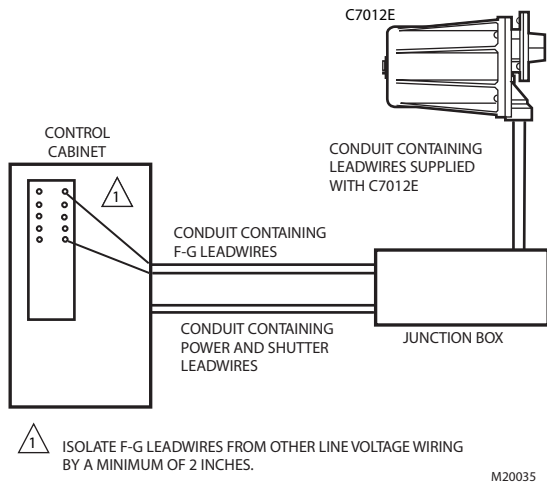 C7012E
CONTROL
CABINET
1
CONDUIT CONTAINING
LEADWIRES SUPPLIED
WITH C7012E
CONDUIT CONTAINING
F-G LEADWIRES
CONDUIT CONTAINING
POWER AND SHUTTER
LEADWIRES
JUNCTION BOX
1 ISOLATE F-G LEADWIRES FROM OTHER LINE VOLTAGE WIRING
BY A MINIMUM OF 2 INCHES.
M20035